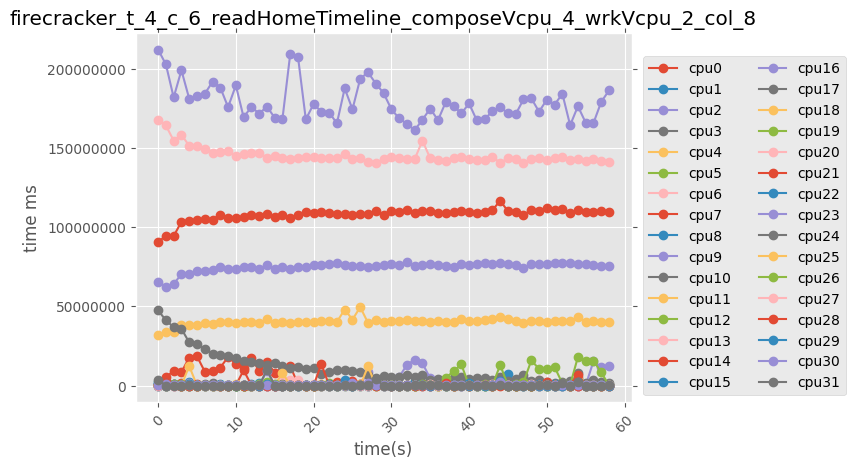 firecracker_t_4_c_6_readHomeTimeline_composeVcpu_4_wrkVcpu_2_col_8
time ms
200000000
150000000
100000000
50000000
0
0 10 20 30 40 50 60
time(s)
cpu0 cpu16
cpu1 cpu17
cpu2 cpu18
cpu3 cpu19
cpu4 cpu20
cpu5 cpu21
cpu6 cpu22
cpu7 cpu23
cpu8 cpu24
cpu9 cpu25
cpu10 cpu26
cpu11 cpu27
cpu12 cpu28
cpu13 cpu29
cpu14 cpu30
cpu15 cpu31